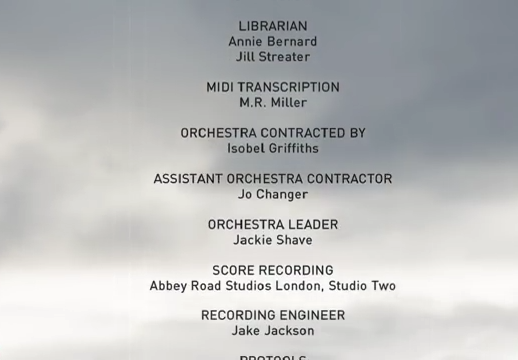 LIBRARIAN
Annie Bernard
Jill Streater
MIDI TRANSCRIPTION
M.R. Miller
ORCHESTRA CONTRACTED BY
Isobel Griffiths
ASSISTANT ORCHESTRA CONTRACTOR
Jo Changer
ORCHESTRA LEADER
Jackie Shave
SCORE RECORDING
Abbey Road Studios London, Studio Two
RECORDING ENGINEER
Jake Jackson
PROTOOLS